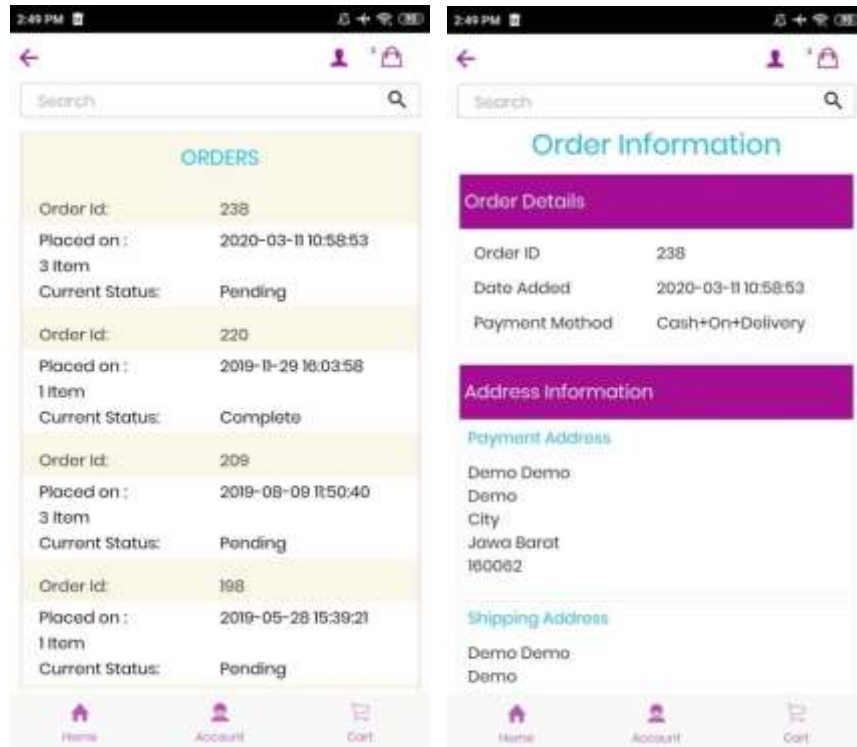 2:49 PM
Search
ORDERS
Order Id: 238
Placed on : 2020-03-11 10:58:53
3 Item
Current Status: Pending
Order Id: 220
Placed on : 2019-11-29 16:03:58
1 Item
Current Status: Complete
Order Id: 209
Placed on : 2019-08-09 11:50:40
3 Item
Current Status: Pending
Order Id: 198
Placed on : 2019-05-28 15:39:21
1 Item
Current Status: Pending
Home Account Cart
2:49 PM
Search
Order Information
Order Details
Order ID 238
Date Added 2020-03-11 10:58:53
Payment Method Cash+On+Delivery
Address Information
Payment Address
Demo Demo
Demo
City
Jawa Barat
160062
Shipping Address
Demo Demo
Demo
Home Account Cart